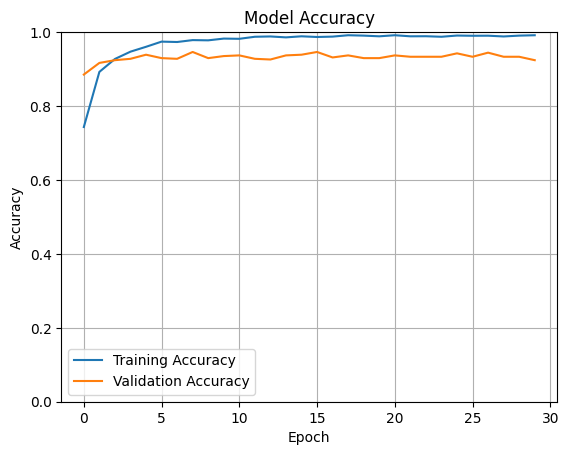 Model Accuracy
1.0
0.8
0.6
0.4
0.2
0.0
Accuracy
Training Accuracy
Validation Accuracy
0 5 10 15 20 25 30
Epoch